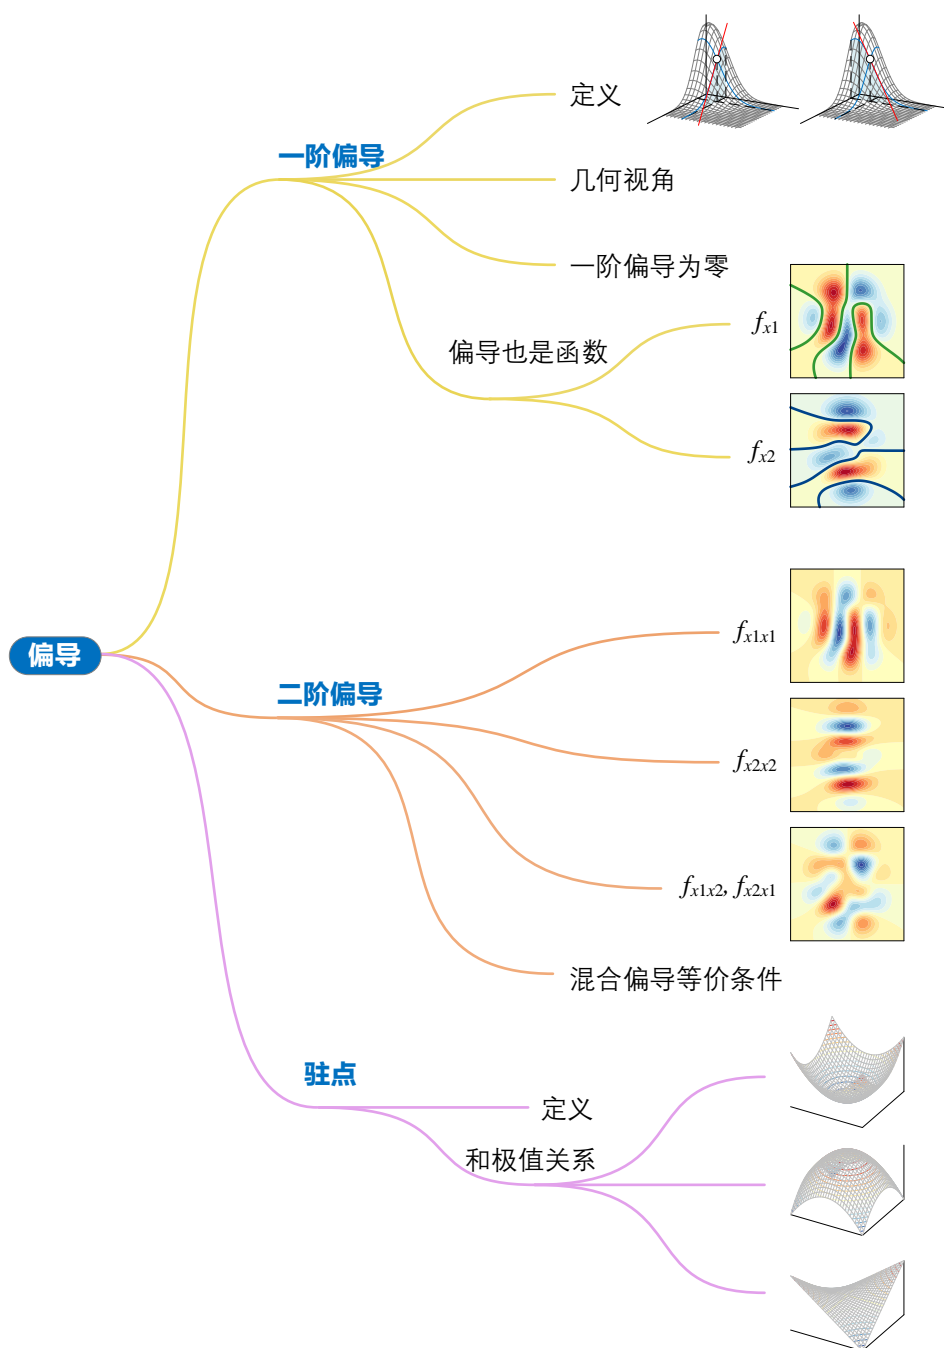 定义
一阶偏导
几何视角
一阶偏导为零
偏导也是函数
fx1
fx2
偏导
二阶偏导
fx1x1
fx2x2
fx1x2, fx2x1
混合偏导等价条件
驻点
定义
和极值关系